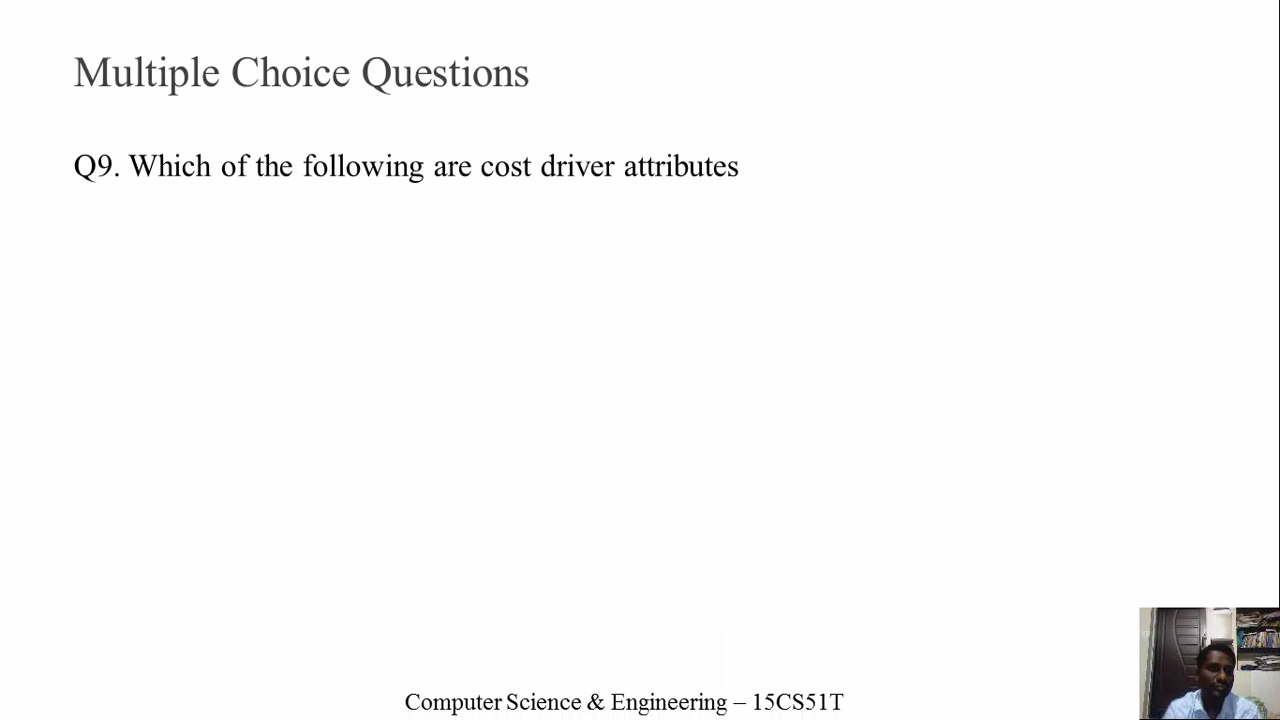 Multiple Choice Questions
Q9. Which of the following are cost driver attributes
Computer Science & Engineering – 15CS51T